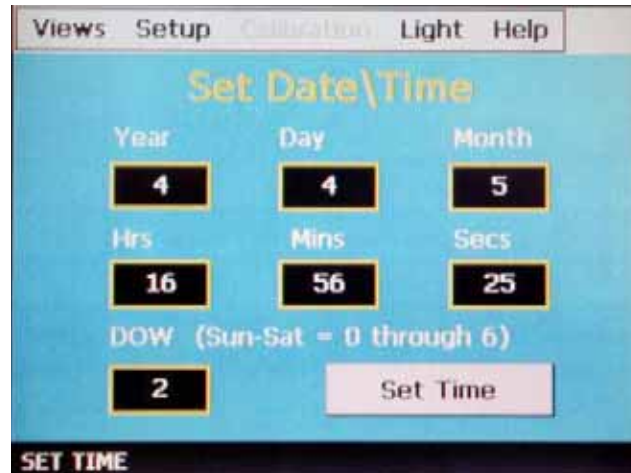 Views Setup Calibration Light Help
Set Date\Time
Year Day Month
4 4 5
Hrs Mins Secs
16 56 25
DOW (Sun-Sat = 0 through 6)
2 Set Time
SET TIME